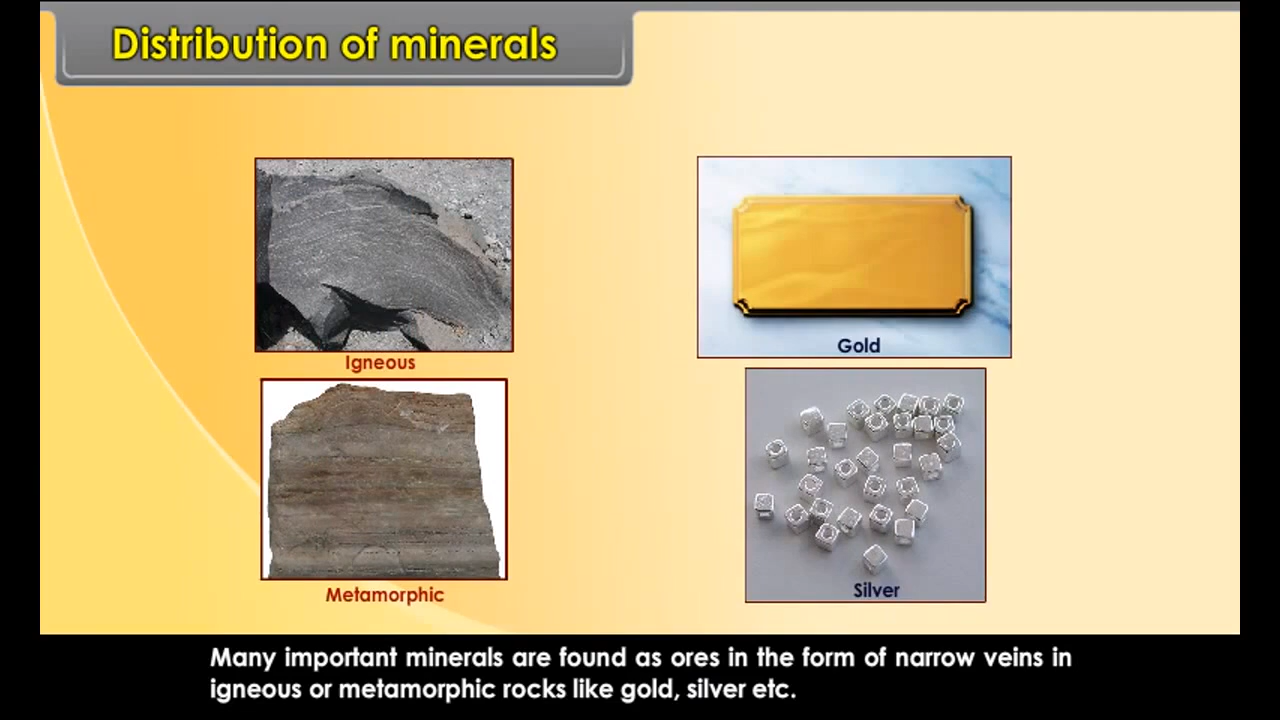 Distribution of minerals
Igneous
Gold
Metamorphic
Silver
Many important minerals are found as ores in the form of narrow veins in
igneous or metamorphic rocks like gold, silver etc.